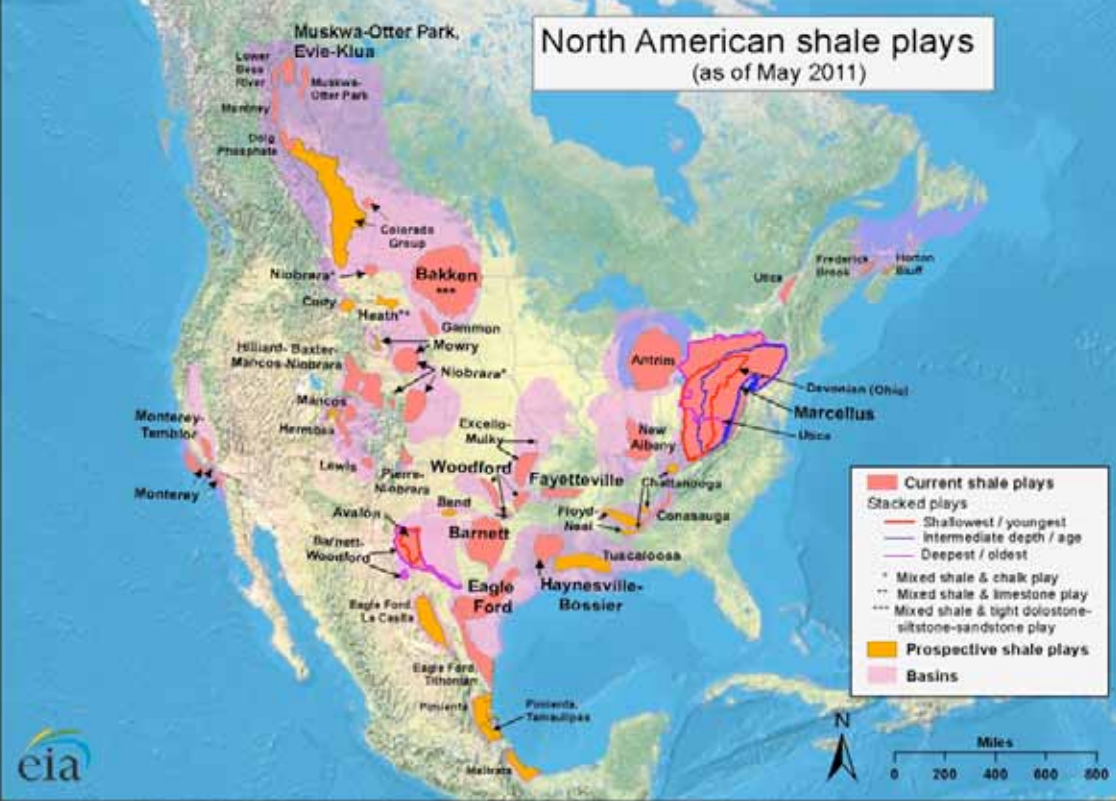 North American shale plays
(as of May 2011)
Muskwa-Otter Park,
Evie-Klua
Lower
Besa
River
Muskwa-
Otter Park
Montney
Doig
Phosphate
Colorado
Group
Niobrara*
Bakken
***
Cody
Heath**
Gammon
Mowry
Hilliard-Baxter-
Mancos-Niobrara
Niobrara*
Mancos
Hermosa
Monterey-
Temblor
Monterey
Lewis
Pierre-
Niobrara
Excello-
Mulky
Woodford
Fayetteville
Bend
Avalon
Barnett
Barnett-
Woodford
Eagle
Ford
Haynesville-
Bossier
Floyd-
Neal
Tuscaloosa
Conasauga
Chattanooga
New
Albany
Antrim
Utica
Frederick
Brook
Horton
Bluff
Devonian (Ohio)
Marcellus
Utica
Eagle Ford,
La Casita
Eagle Ford,
Tithonian
Pimienta
Pimienta,
Tamaulipas
Maltrata
Current shale plays
Stacked plays
Shallowest / youngest
Intermediate depth / age
Deepest / oldest
* Mixed shale & chalk play
** Mixed shale & limestone play
*** Mixed shale & tight dolostone-
siltstone-sandstone play
Prospective shale plays
Basins
N
Miles
0 200 400 600 800
eia